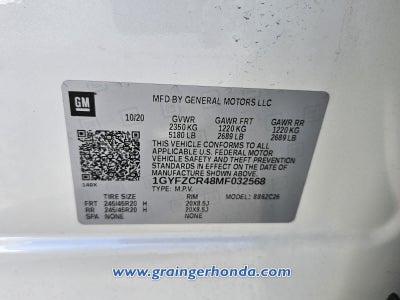 GM
MFD BY GENERAL MOTORS LLC
10/20 GVWR GAWR FRT GAWR RR
2350 KG 1220 KG 1220 KG
5180 LB 2689 LB 2689 LB
THIS VEHICLE CONFORMS TO ALL
APPLICABLE U.S. FEDERAL MOTOR
VEHICLE SAFETY, BUMPER, AND
THEFT PREVENTION STANDARDS
IN EFFECT ON THE DATE OF
MANUFACTURE SHOWN ABOVE.
1GYFZCR48MF032568
TYPE: M.P.V. MODEL:
TIRE SIZE RIM
FRT 245/45R20 H 20X8.5J
RR 245/45R20 H 20X8.5J
SPA NONE NONE
www.graingerhonda.com